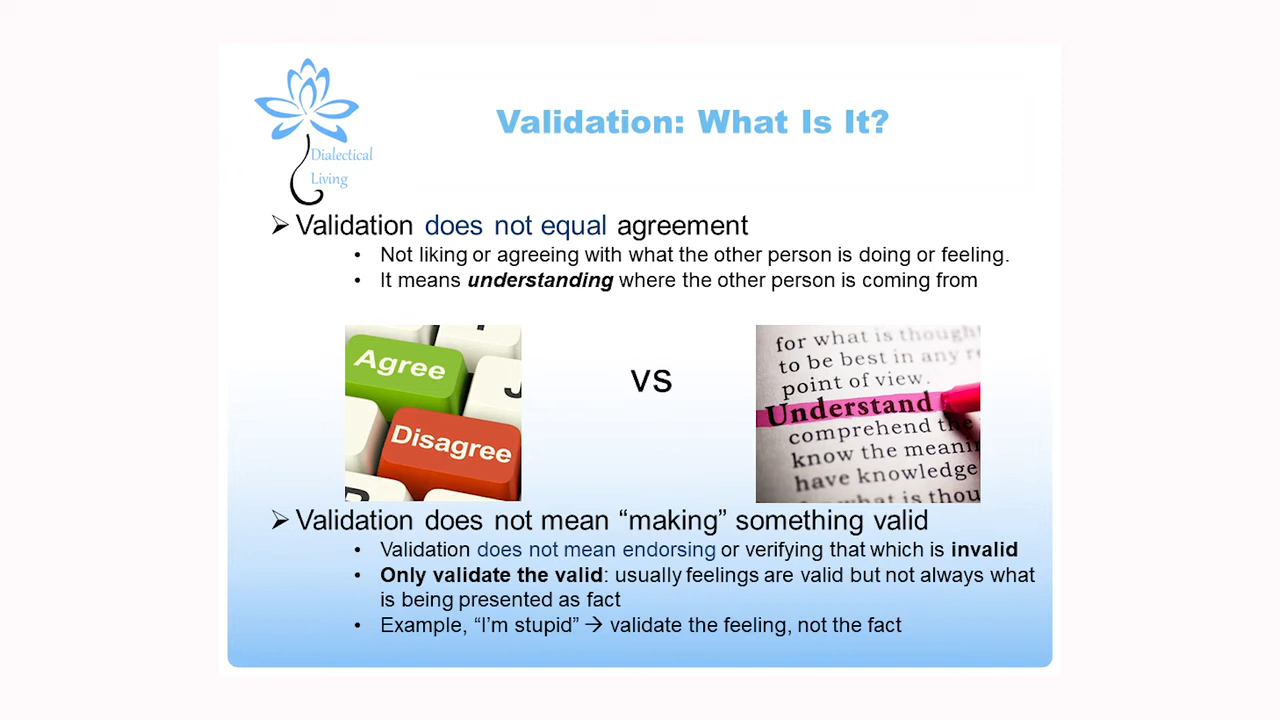 Dialectical
Living
Validation: What Is It?
➢ Validation does not equal agreement
• Not liking or agreeing with what the other person is doing or feeling.
• It means understanding where the other person is coming from
Agree
Disagree
J
vs
for what is though
to be best in any re
point of view.
Understand
comprehend the
know the meani
have knowledge
what is thou
➢ Validation does not mean “making” something valid
• Validation does not mean endorsing or verifying that which is invalid
• Only validate the valid: usually feelings are valid but not always what
is being presented as fact
• Example, “I’m stupid” → validate the feeling, not the fact